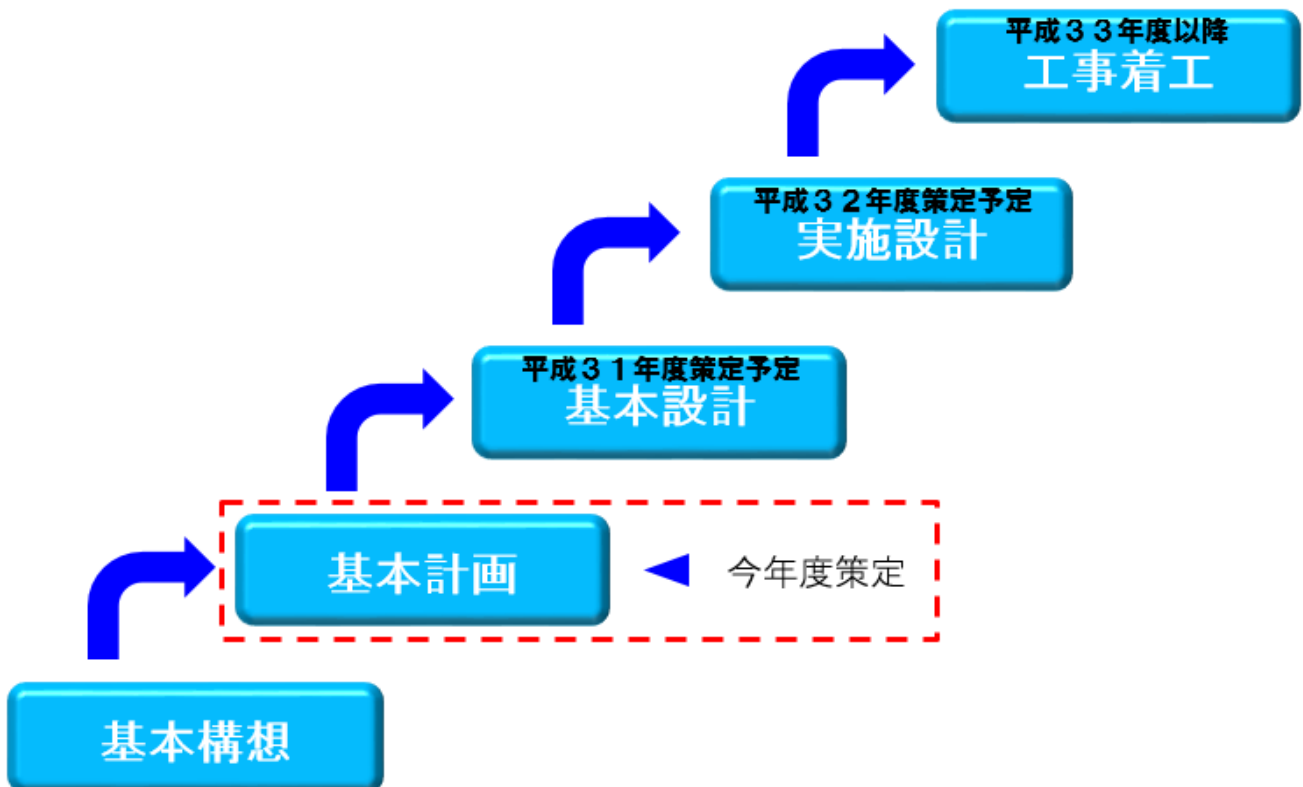 平成３３年度以降
工事着工
平成３２年度策定予定
実施設計
平成３１年度策定予定
基本設計
基本計画
今年度策定
基本構想